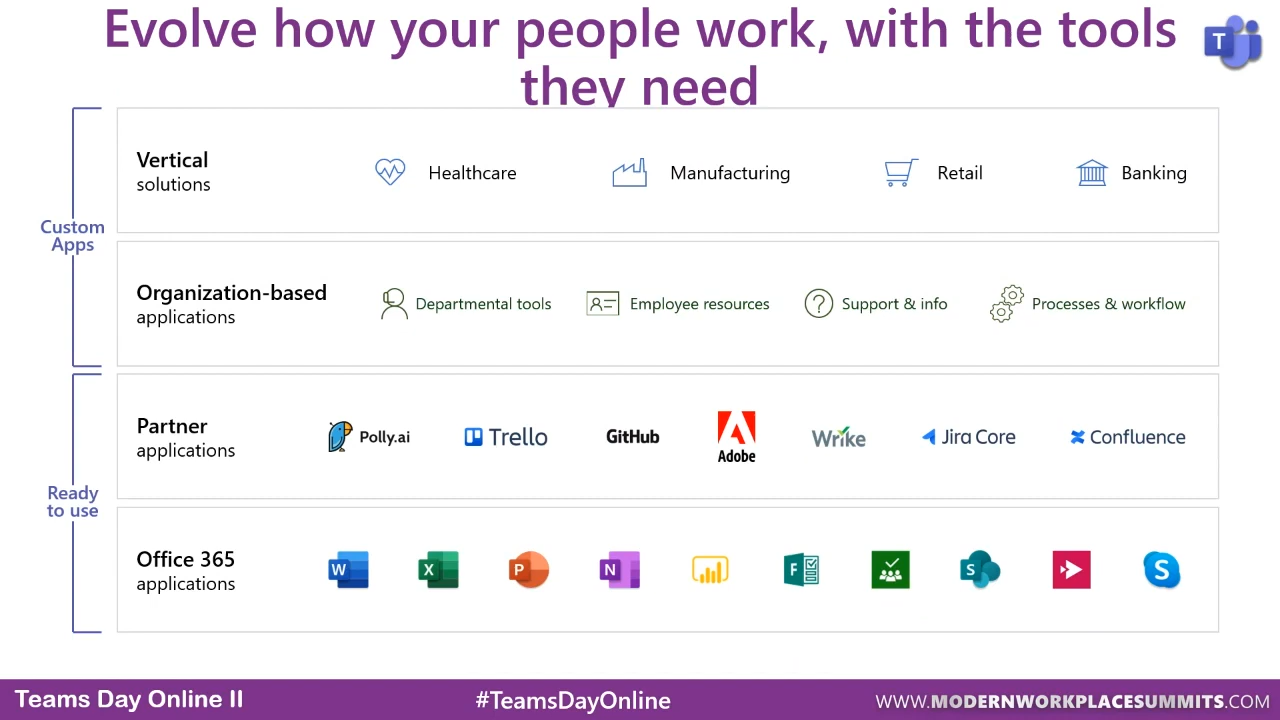 Evolve how your people work, with the tools
they need
T
Custom
Apps
Vertical
solutions
Healthcare
Manufacturing
Retail
Banking
Organization-based
applications
Departmental tools
Employee resources
Support & info
Processes & workflow
Ready
to use
Partner
applications
Polly.ai
Trello
GitHub
Adobe
Wrike
Jira Core
Confluence
Office 365
applications
W
X
P
N
F
S
S
Teams Day Online II
#TeamsDayOnline
WWW.MODERNWORKPLACESUMMITS.COM